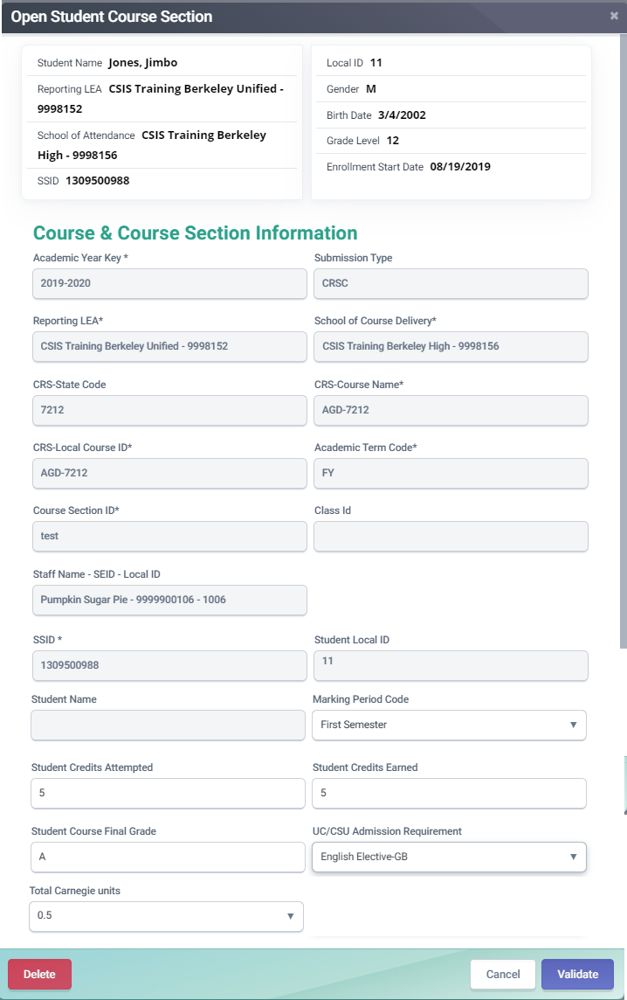 Open Student Course Section
×
Student Name Jones, Jimbo
Reporting LEA CSIS Training Berkeley Unified -
9998152
School of Attendance CSIS Training Berkeley
High - 9998156
SSID 1309500988
Local ID 11
Gender M
Birth Date 3/4/2002
Grade Level 12
Enrollment Start Date 08/19/2019
Course & Course Section Information
Academic Year Key *
2019-2020
Submission Type
CRSC
Reporting LEA*
CSIS Training Berkeley Unified - 9998152
School of Course Delivery*
CSIS Training Berkeley High - 9998156
CRS-State Code
7212
CRS-Course Name*
AGD-7212
CRS-Local Course ID*
AGD-7212
Academic Term Code*
FY
Course Section ID*
test
Class Id
Staff Name - SEID - Local ID
Pumpkin Sugar Pie - 9999900106 - 1006
SSID *
1309500988
Student Local ID
11
Student Name
Marking Period Code
First Semester
Student Credits Attempted
5
Student Credits Earned
5
Student Course Final Grade
A
UC/CSU Admission Requirement
English Elective-GB
Total Carnegie units
0.5
Delete
Cancel
Validate